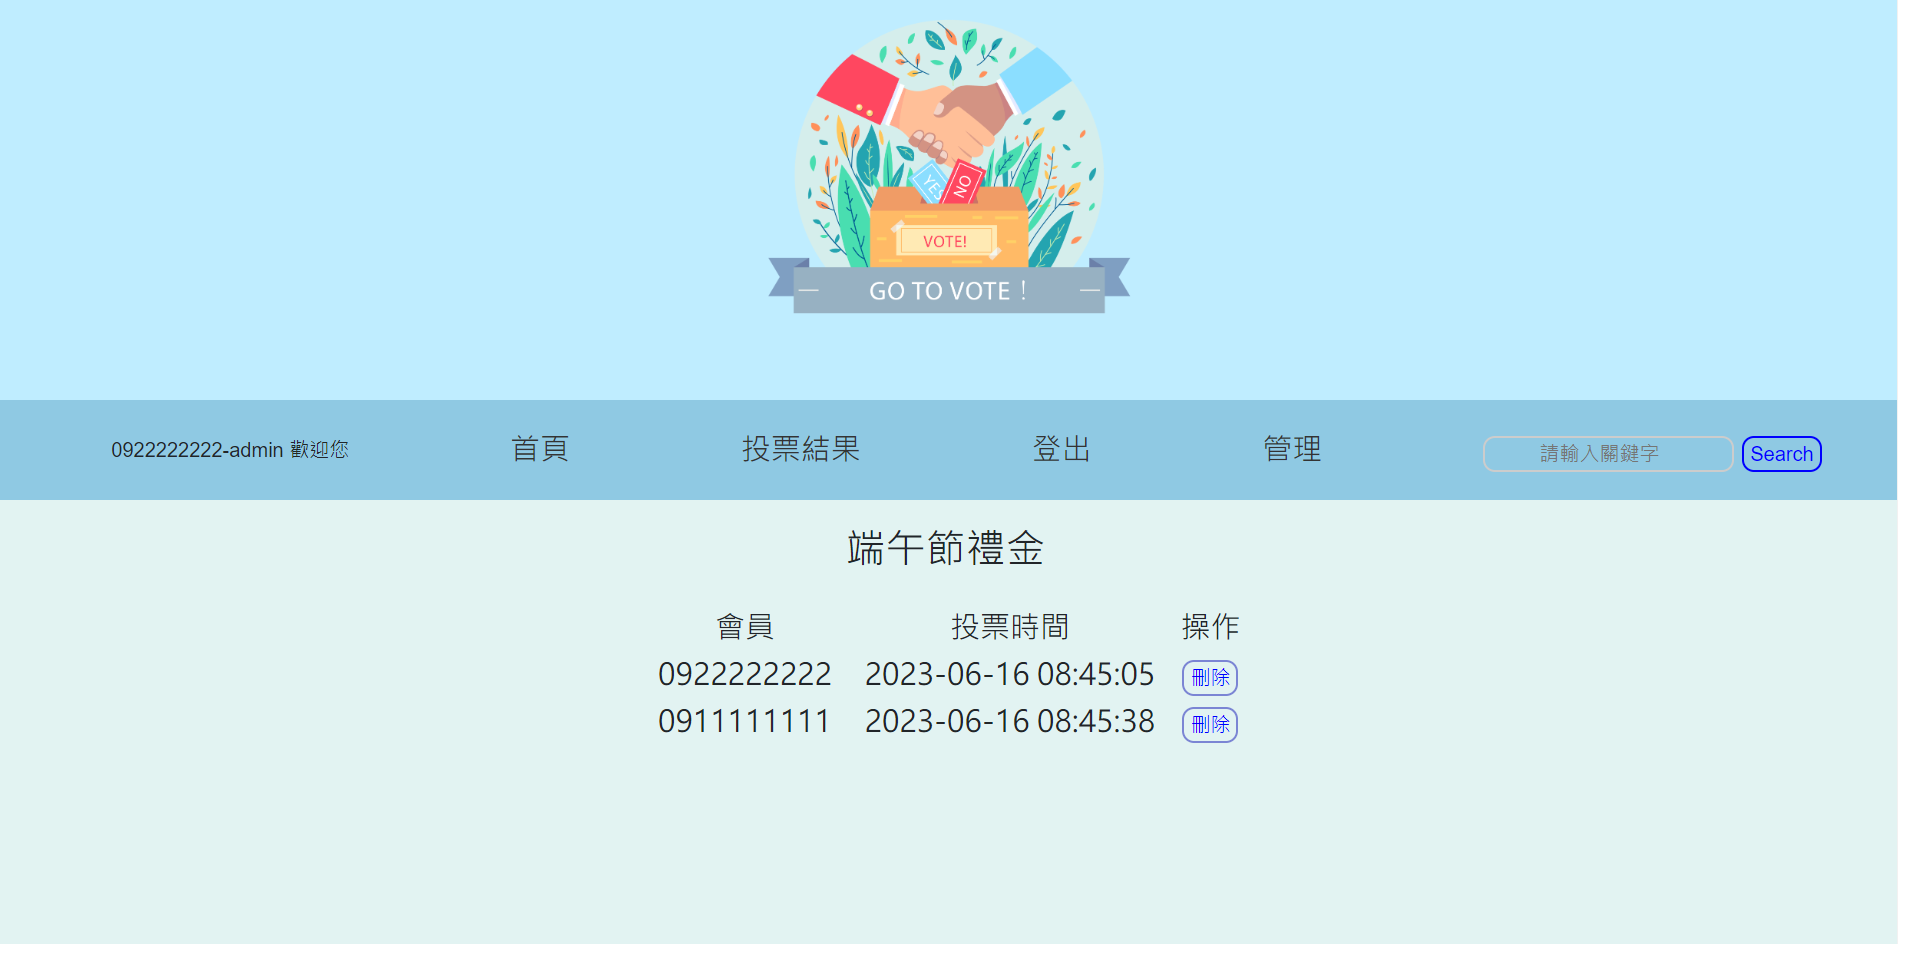 YES
NO
VOTE!
GO TO VOTE！
0922222222-admin 歡迎您 首頁 投票結果 登出 管理 請輸入關鍵字 Search
端午節禮金
會員 投票時間 操作
0922222222 2023-06-16 08:45:05 刪除
0911111111 2023-06-16 08:45:38 刪除